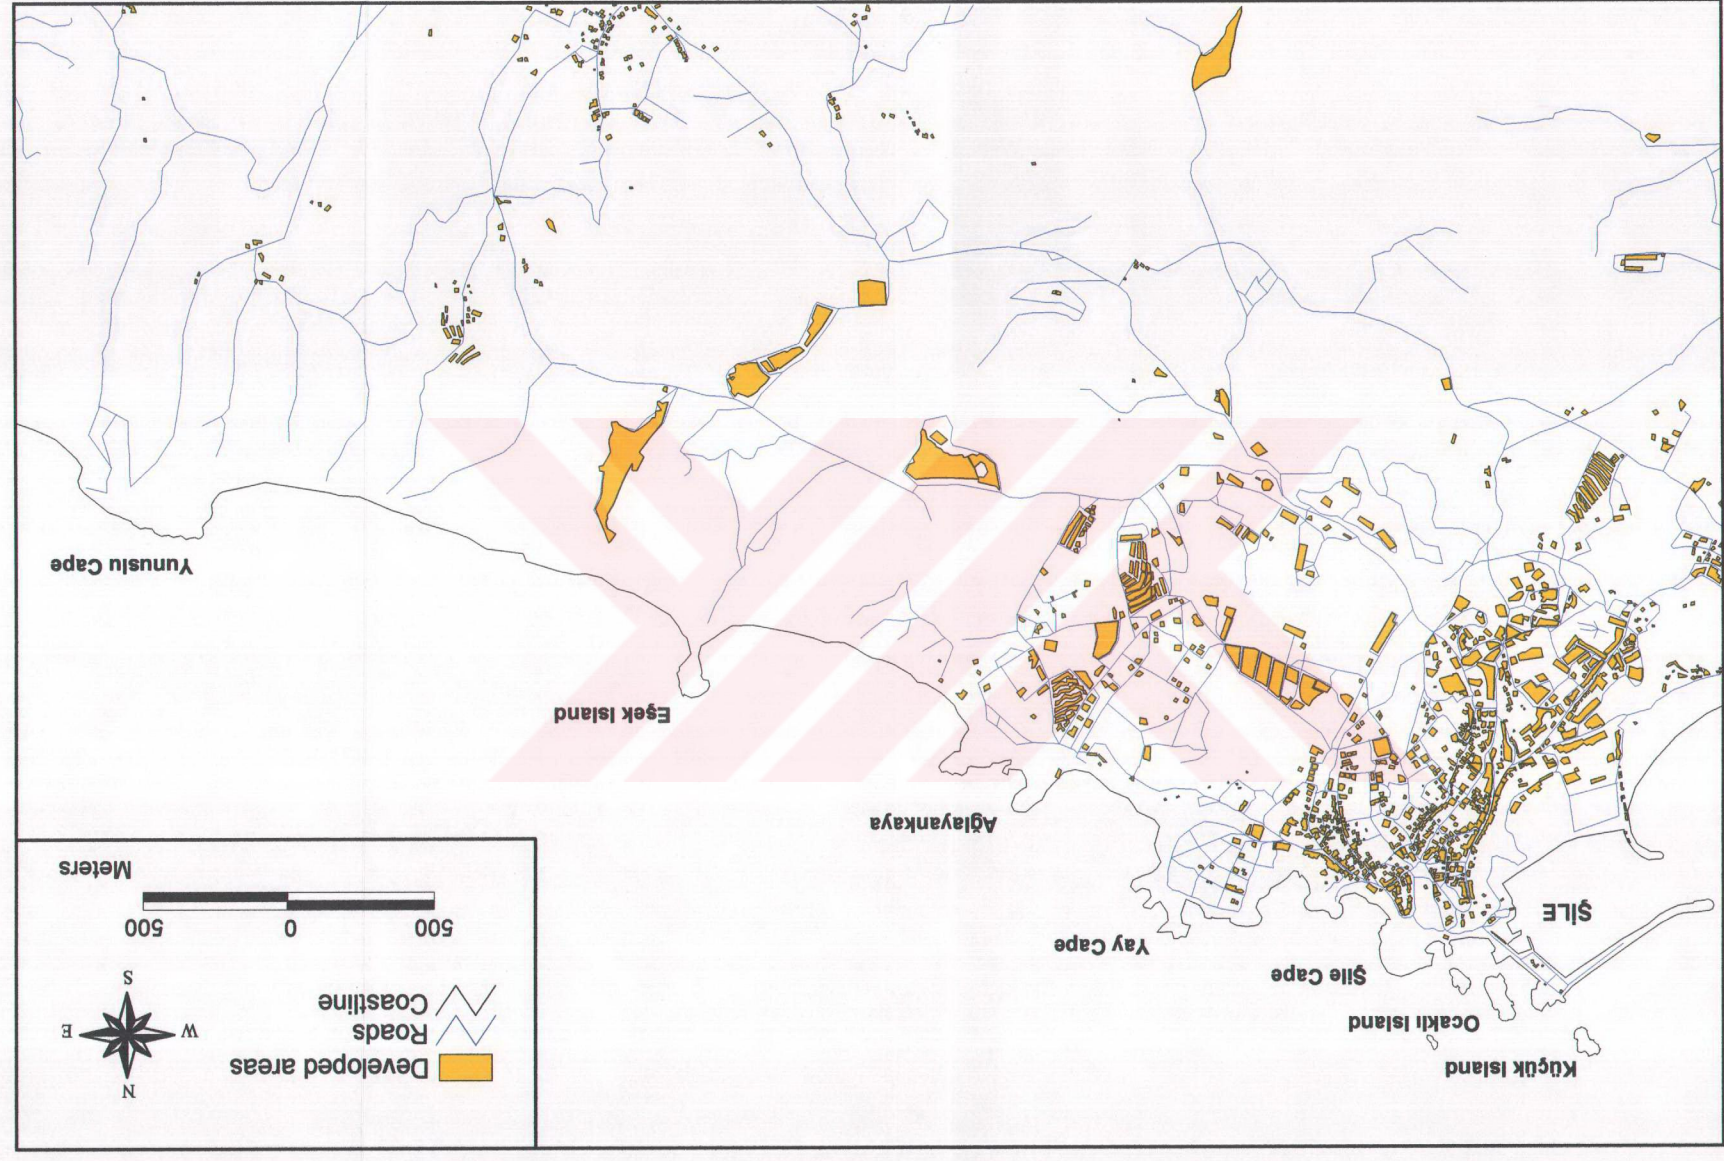 Küçük Island
Ocaklı Island
Şile Cape
ŞİLE
Yay Cape
Ağlayankaya
Eşek Island
Yunuslu Cape
Developed areas
Roads
Coastline
N
W
E
S
500
0
500
Meters